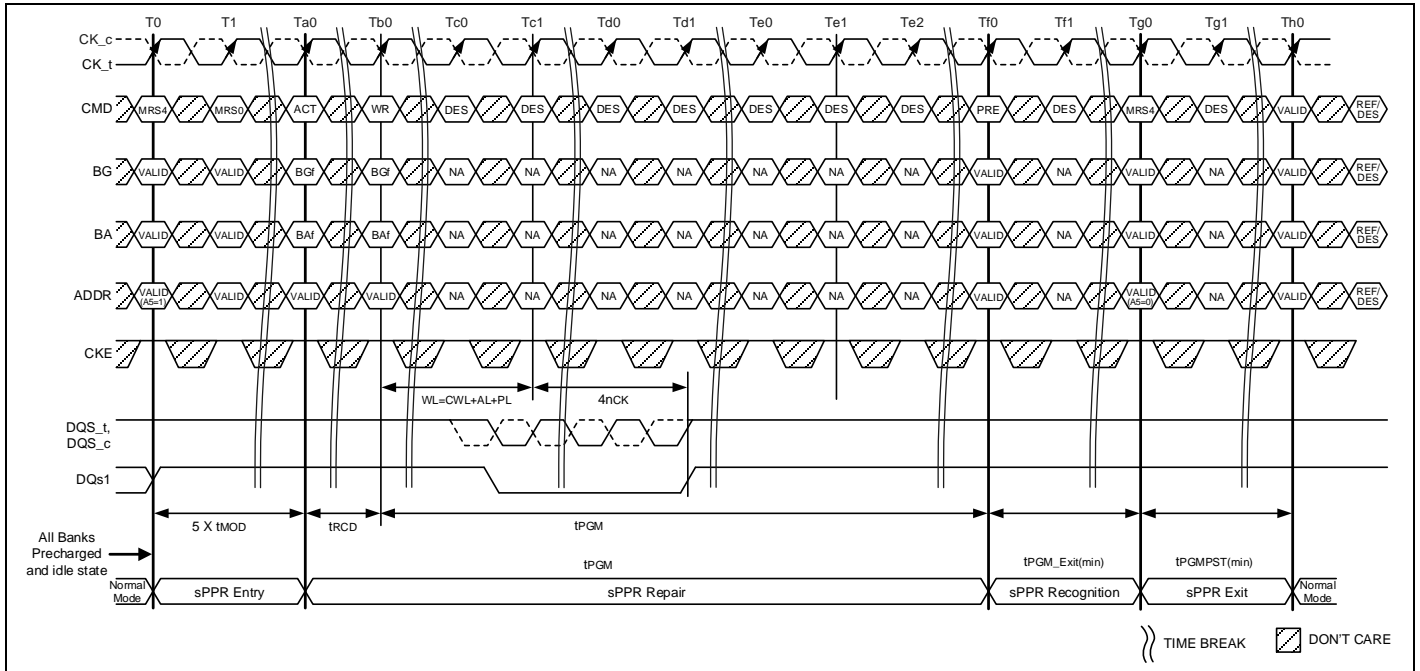 T0 T1 Ta0 Tb0 Tc0 Tc1 Td0 Td1 Te0 Te1 Te2 Tf0 Tf1 Tg0 Tg1 Th0
CK_c
CK_t
CMD MRS4 MRS0 ACT WR DES DES DES DES DES DES DES PRE DES MRS4 DES VALID REF/
DES
BG VALID VALID BGf BGf NA NA NA NA NA NA NA VALID NA VALID NA VALID REF/
DES
BA VALID VALID BAf BAf NA NA NA NA NA NA NA VALID NA VALID NA VALID REF/
DES
ADDR VALID
(A5=1) VALID VALID VALID NA NA NA NA NA NA NA VALID NA VALID
(A5=0) NA VALID REF/
DES
CKE
WL=CWL+AL+PL 4nCK
DQS_t,
DQS_c
DQs1
5 X tMOD tRCD tPGM
All Banks
Precharged
and idle state
tPGM tPGM_Exit(min) tPGMPST(min)
Normal
Mode sPPR Entry sPPR Repair sPPR Recognition sPPR Exit Normal
Mode
TIME BREAK DON'T CARE